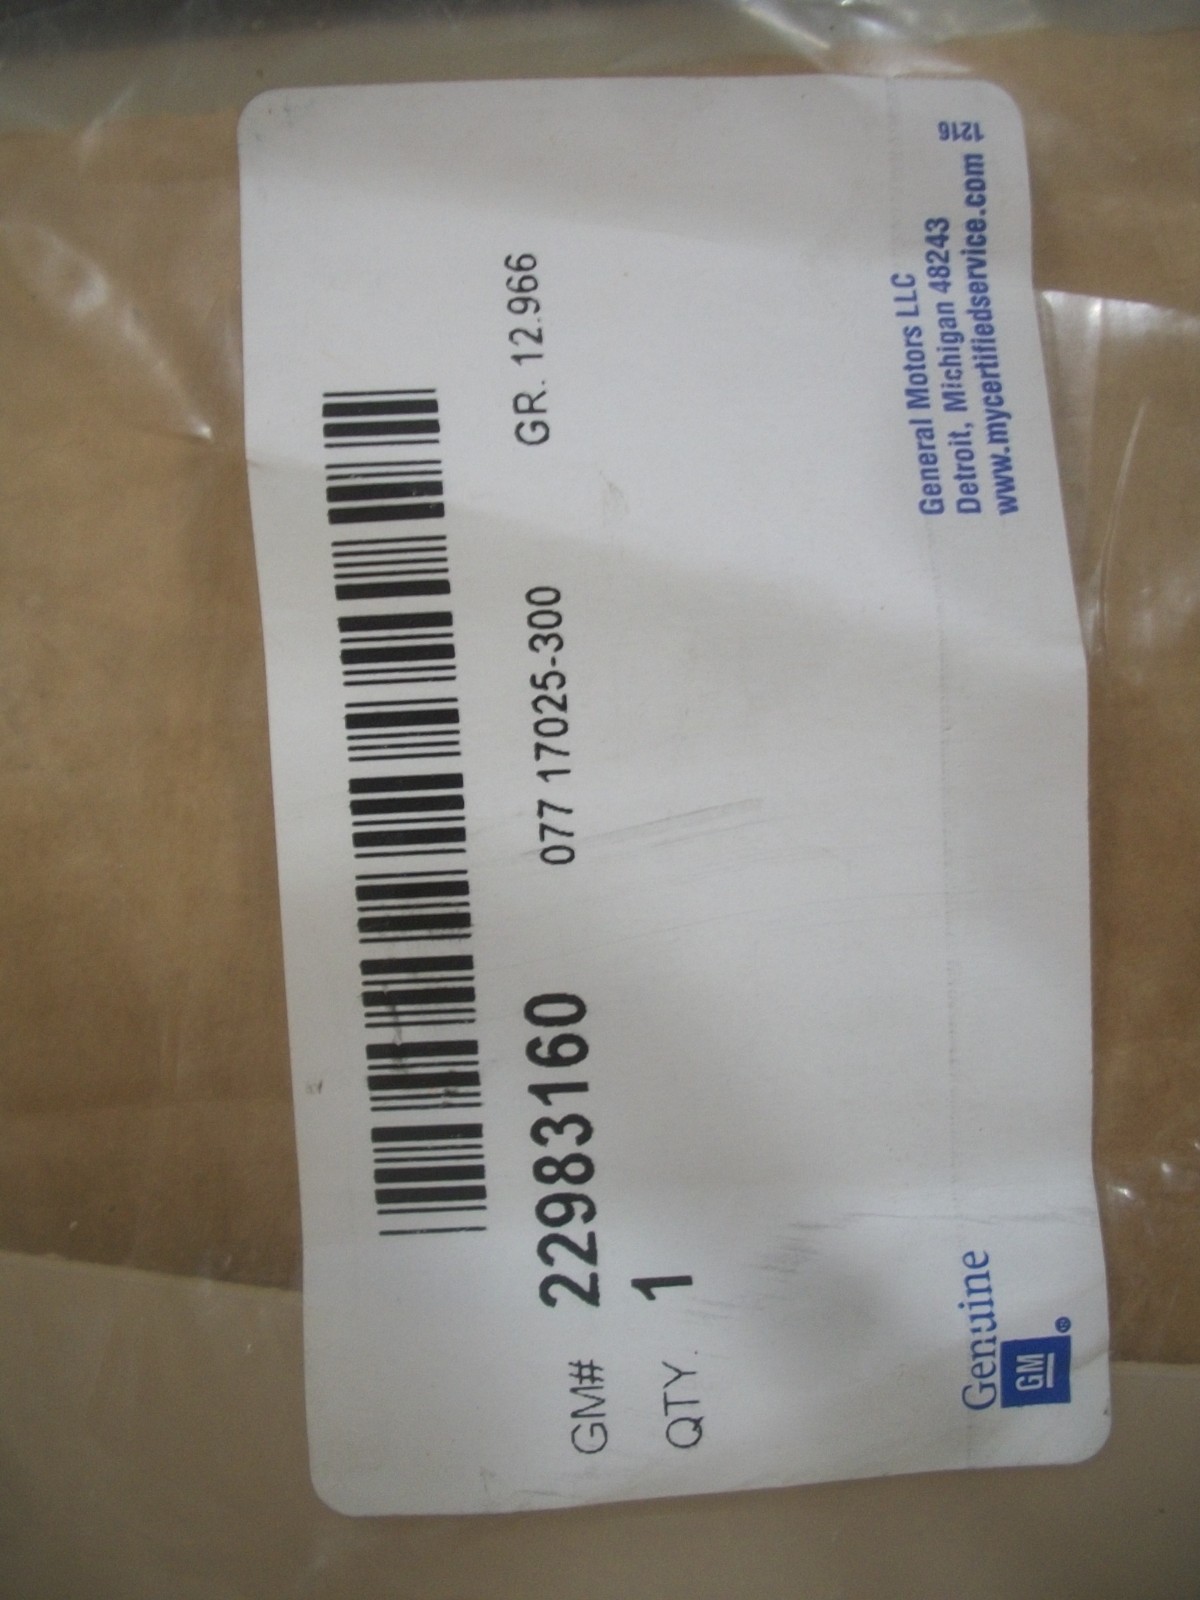 GM# 22983160 077 17025-300 GR. 12.966
QTY. 1
Genuine
GM
General Motors LLC
Detroit, Michigan 48243
www.mycertifiedservice.com